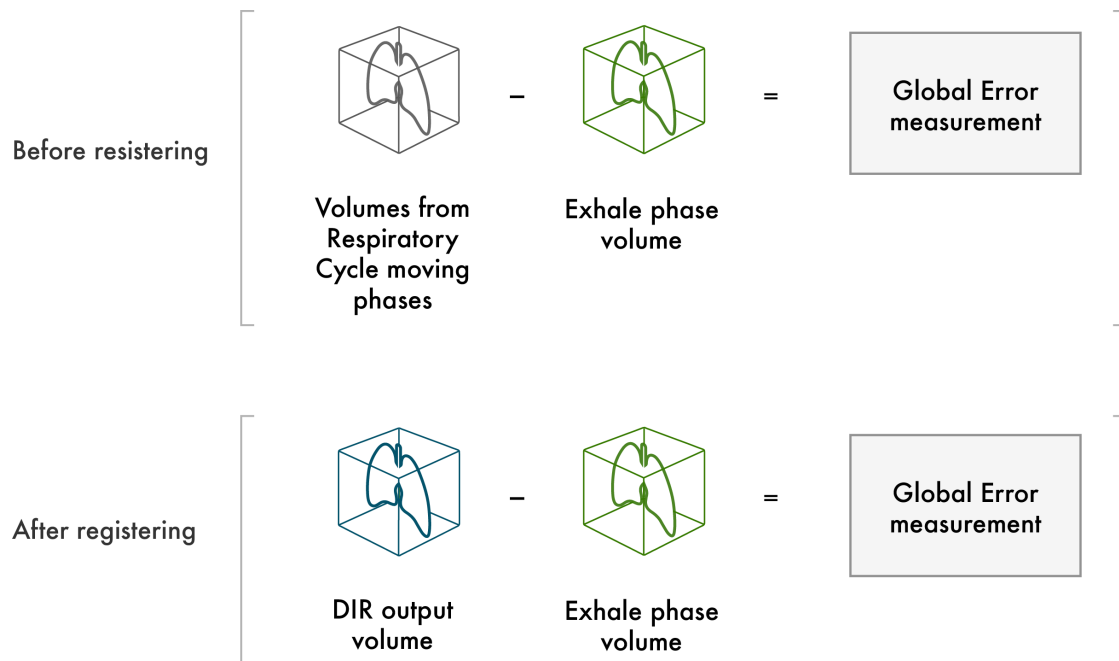 Before resistering
–
=
Global Error
measurement
Volumes from
Respiratory
Cycle moving
phases
Exhale phase
volume
After registering
–
=
Global Error
measurement
DIR output
volume
Exhale phase
volume